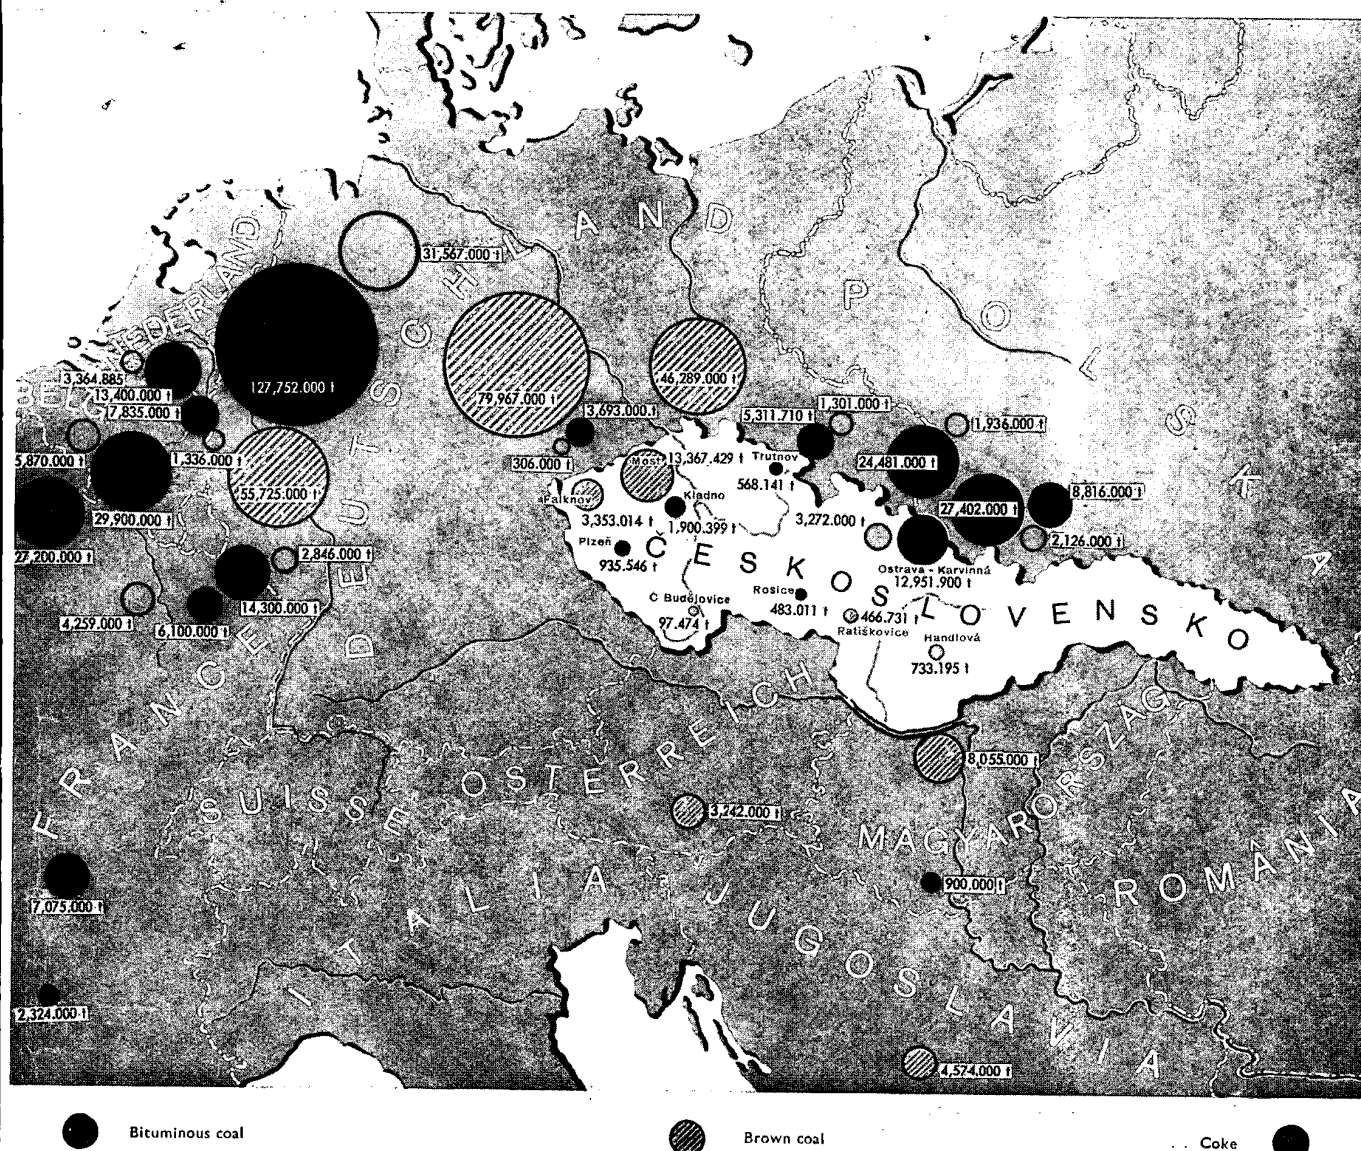 DEUTSCHLAND
31,567.000 t
NEDERLAND
P O L S K A
3,364.885
13,400.000 t
127,752.000 t
79,967.000 t
46,289.000 t
BELG
7,835.000 t
3,693.000.t
5,311.710 t
1,301.000 t
1,936.000 t
5,870.000 t
1,336.000 t
306.000 t
Most
13,367.429 t
Trutnov
568.141 t
24,481.000 t
55,725.000 t
Falknov
3,353.014 t
Kladno
1,900.399 t
3,272.000 t
27,402.000 t
8,816.000 t
29,900.000 t
27,200.000 t
2,846.000 t
Plzeň
935.546 t
ČESKOSLOVENSKO
2,126.000 t
Ostrava - Karvinná
12,951.900 t
14,300.000 t
4,259.000 t
6,100.000 t
Č Budějovice
97.474 t
Rosice
483.011 t
466.731 t
Ratiškovice
Handlová
733.195 t
FRANCE
SUISSE
ÖSTERREICH
8,055.000 t
3,242.000 t
MAGYARORSZAG
ROMÂNIA
900.000 t
7,075.000 t
ITALIA
JUGOSLAVIA
2,324.000 t
4,574.000 t
Bituminous coal
Brown coal
Coke